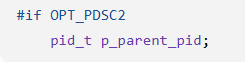 #if OPT_PDSC2
pid_t p_parent_pid;